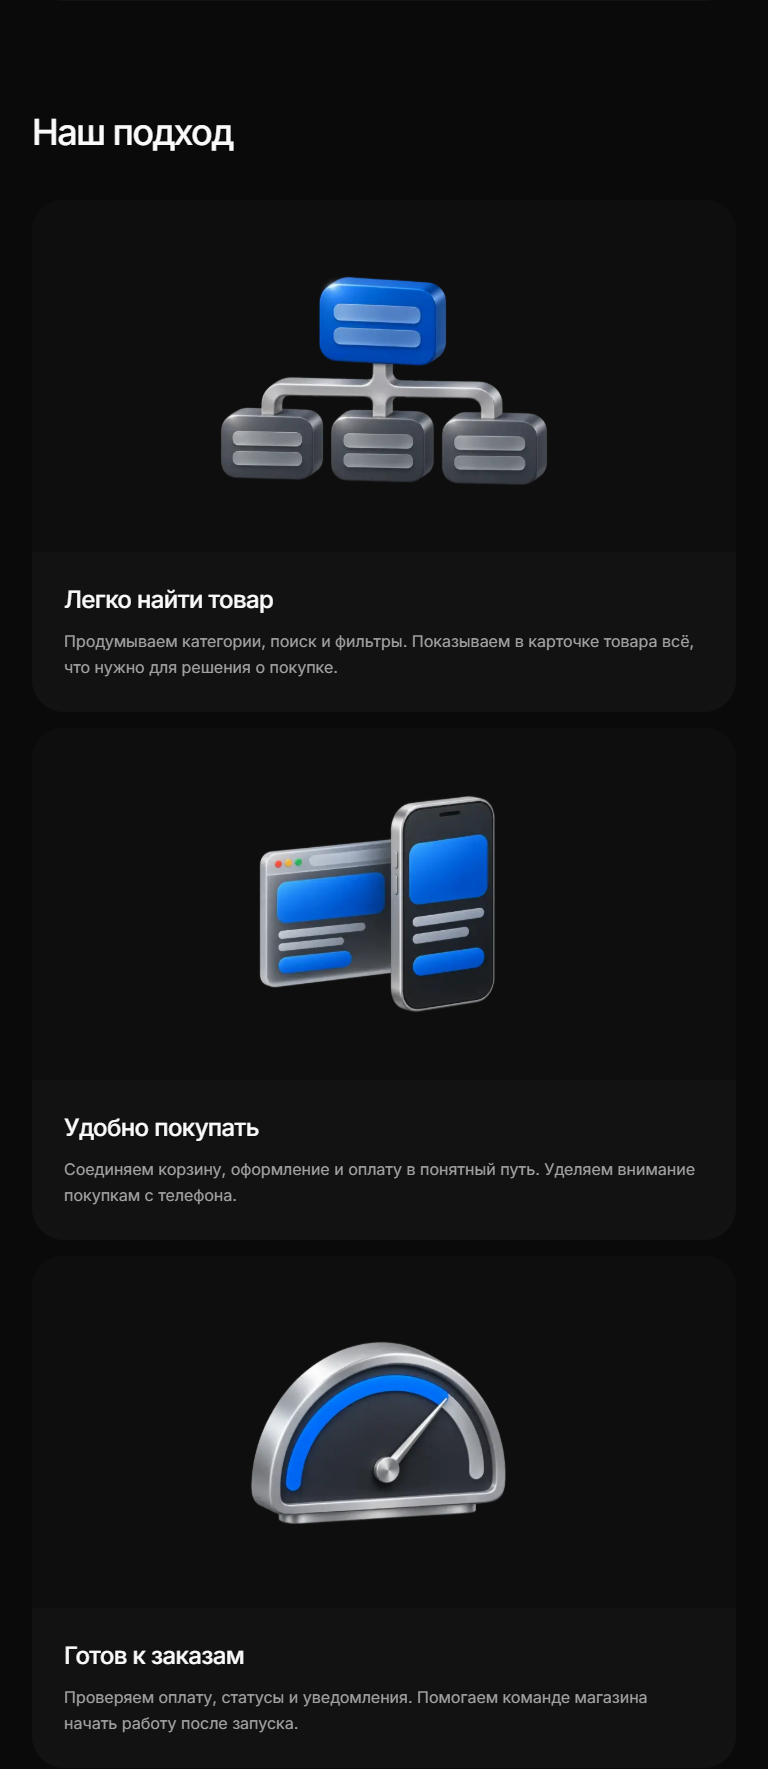 Наш подход
Легко найти товар
Продумываем категории, поиск и фильтры. Показываем в карточке товара всё,
что нужно для решения о покупке.
Удобно покупать
Соединяем корзину, оформление и оплату в понятный путь. Уделяем внимание
покупкам с телефона.
Готов к заказам
Проверяем оплату, статусы и уведомления. Помогаем команде магазина
начать работу после запуска.